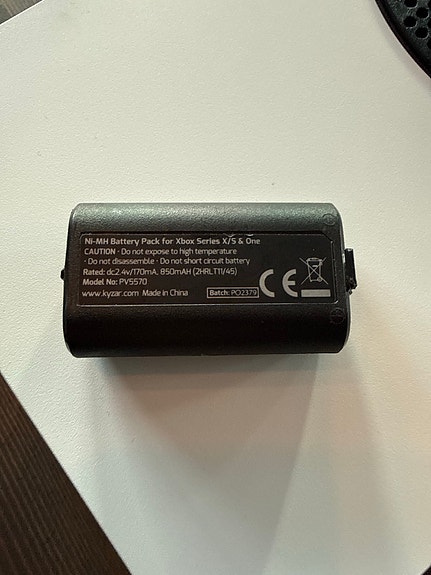 Ni-MH Battery Pack for Xbox Series X/S & One
CAUTION · Do not expose to high temperature
· Do not disassemble · Do not short circuit battery
Rated: dc2.4v/170mA, 850mAH (2HRLT11/45)
Model No: PV5570
www.kyzar.com Made in China
Batch: PO2379
CE